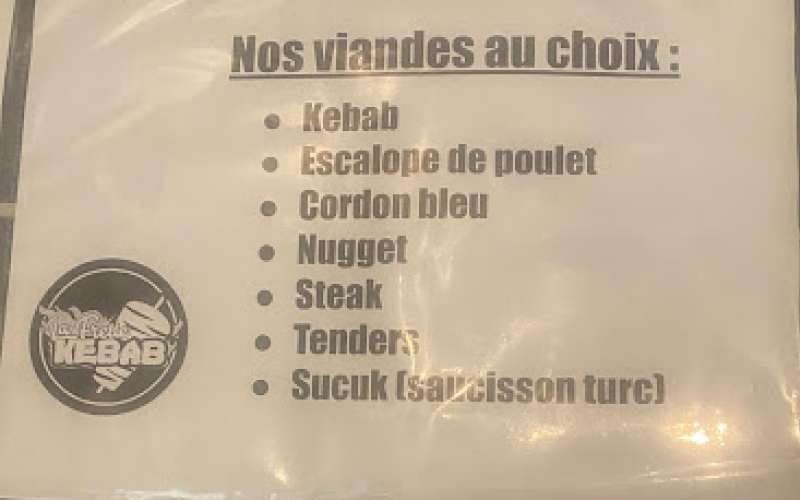 Nos viandes au choix :
• Kebab
• Escalope de poulet
• Cordon bleu
• Nugget
• Steak
• Tenders
• Sucuk (saucisson turc)
KEBAB